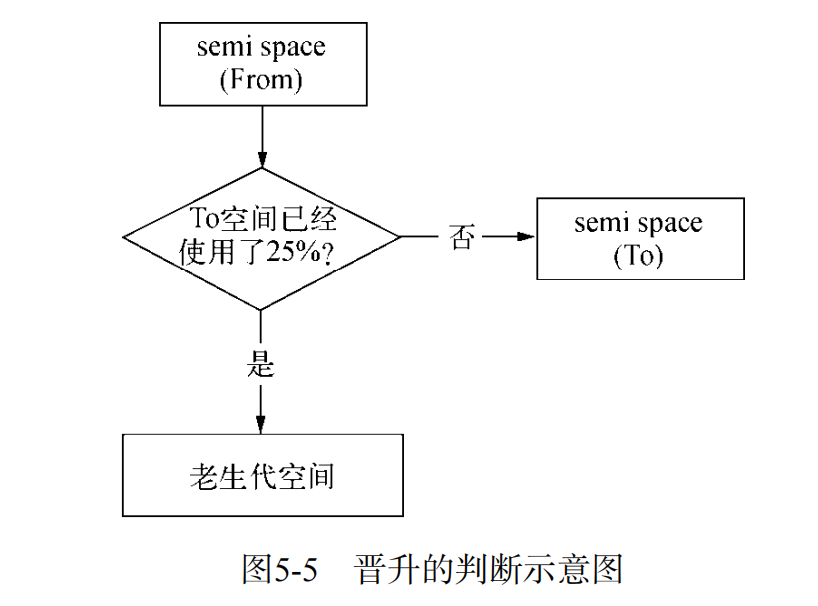 semi space
(From)
To空间已经
使用了25%?
否
semi space
(To)
是
老生代空间
图5-5 晋升的判断示意图